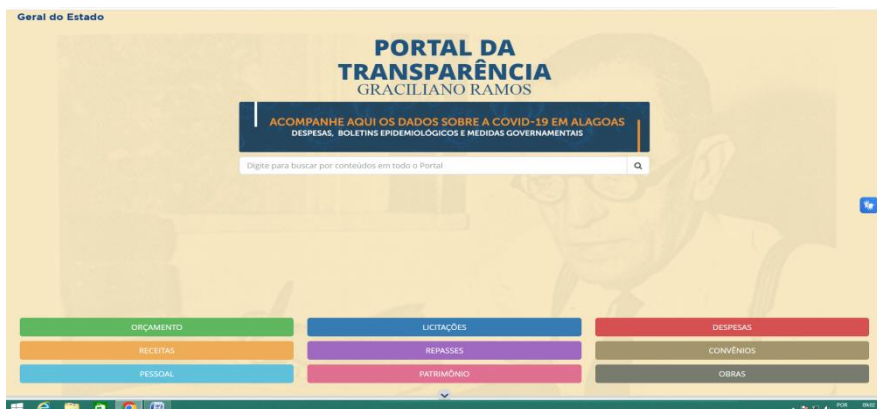 Geral do Estado
PORTAL DA
TRANSPARÊNCIA
GRACILIANO RAMOS
ACOMPANHE AQUI OS DADOS SOBRE A COVID-19 EM ALAGOAS
DESPESAS, BOLETINS EPIDEMIOLÓGICOS E MEDIDAS GOVERNAMENTAIS
Digite para buscar por conteúdos em todo o Portal
ORÇAMENTO LICITAÇÕES DESPESAS
RECEITAS REPASSES CONVÊNIOS
PESSOAL PATRIMÔNIO OBRAS
POR